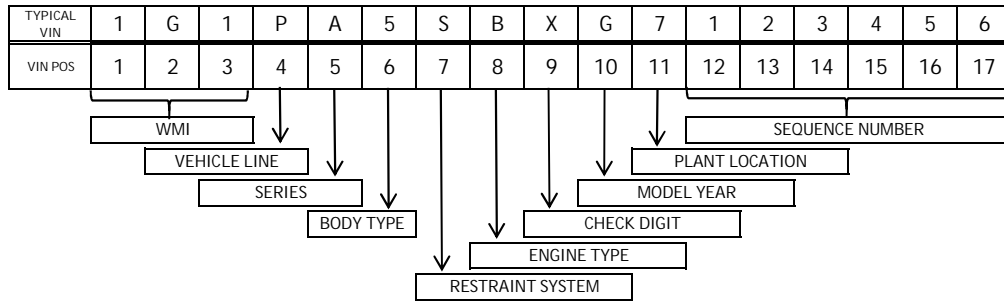 TYPICAL VIN 1 G 1 P A 5 S B X G 7 1 2 3 4 5 6
VIN POS 1 2 3 4 5 6 7 8 9 10 11 12 13 14 15 16 17
WMI SEQUENCE NUMBER
VEHICLE LINE PLANT LOCATION
SERIES MODEL YEAR
BODY TYPE CHECK DIGIT
ENGINE TYPE
RESTRAINT SYSTEM